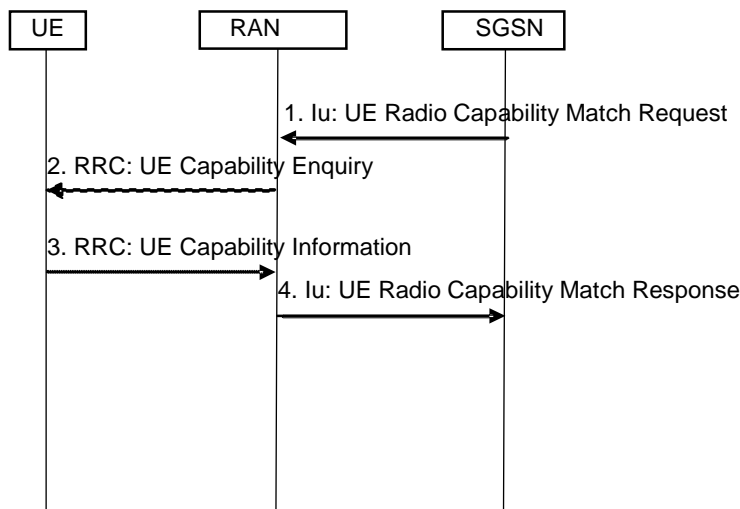 UE
RAN
SGSN
1. Iu: UE Radio Capability Match Request
2. RRC: UE Capability Enquiry
3. RRC: UE Capability Information
4. Iu: UE Radio Capability Match Response